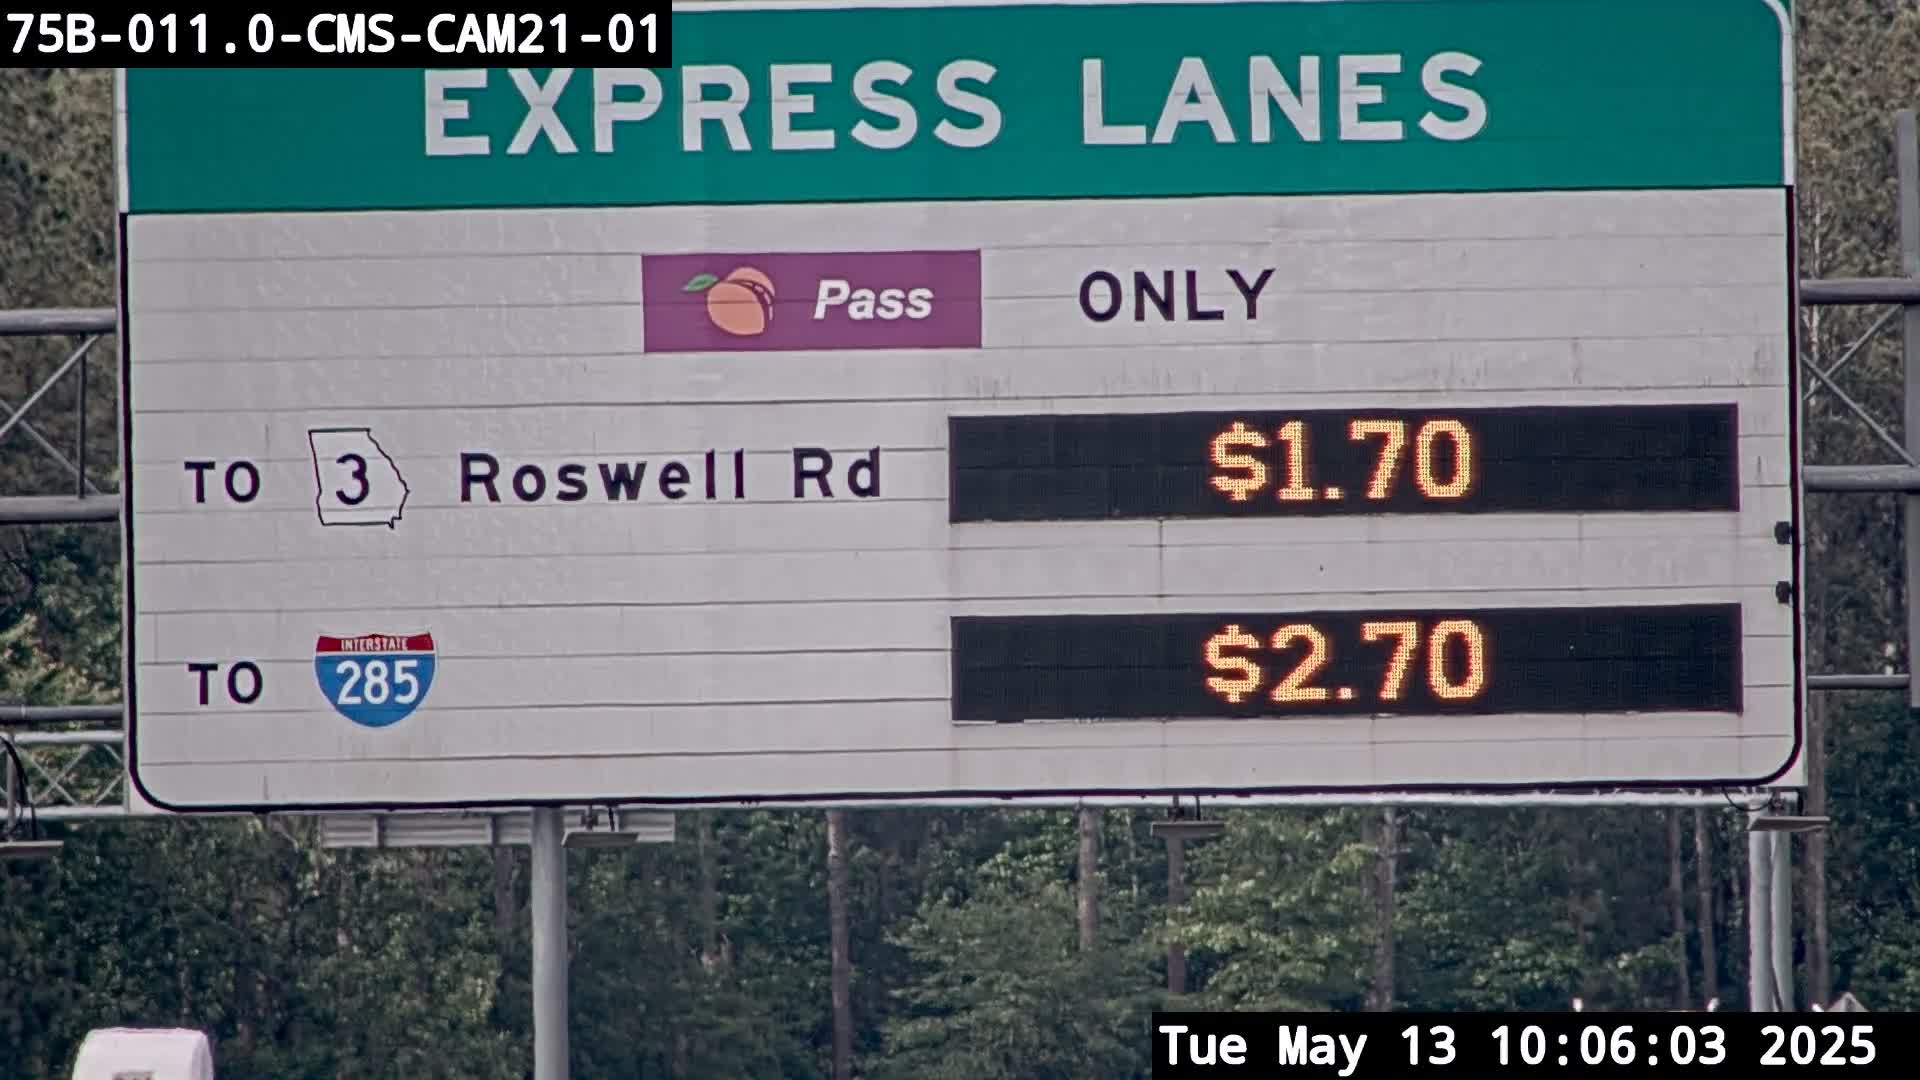 75B-011.0-CMS-CAM21-01
EXPRESS LANES
Pass ONLY
TO 3 Roswell Rd $1.70
INTERSTATE
TO 285 $2.70
Tue May 13 10:06:03 2025